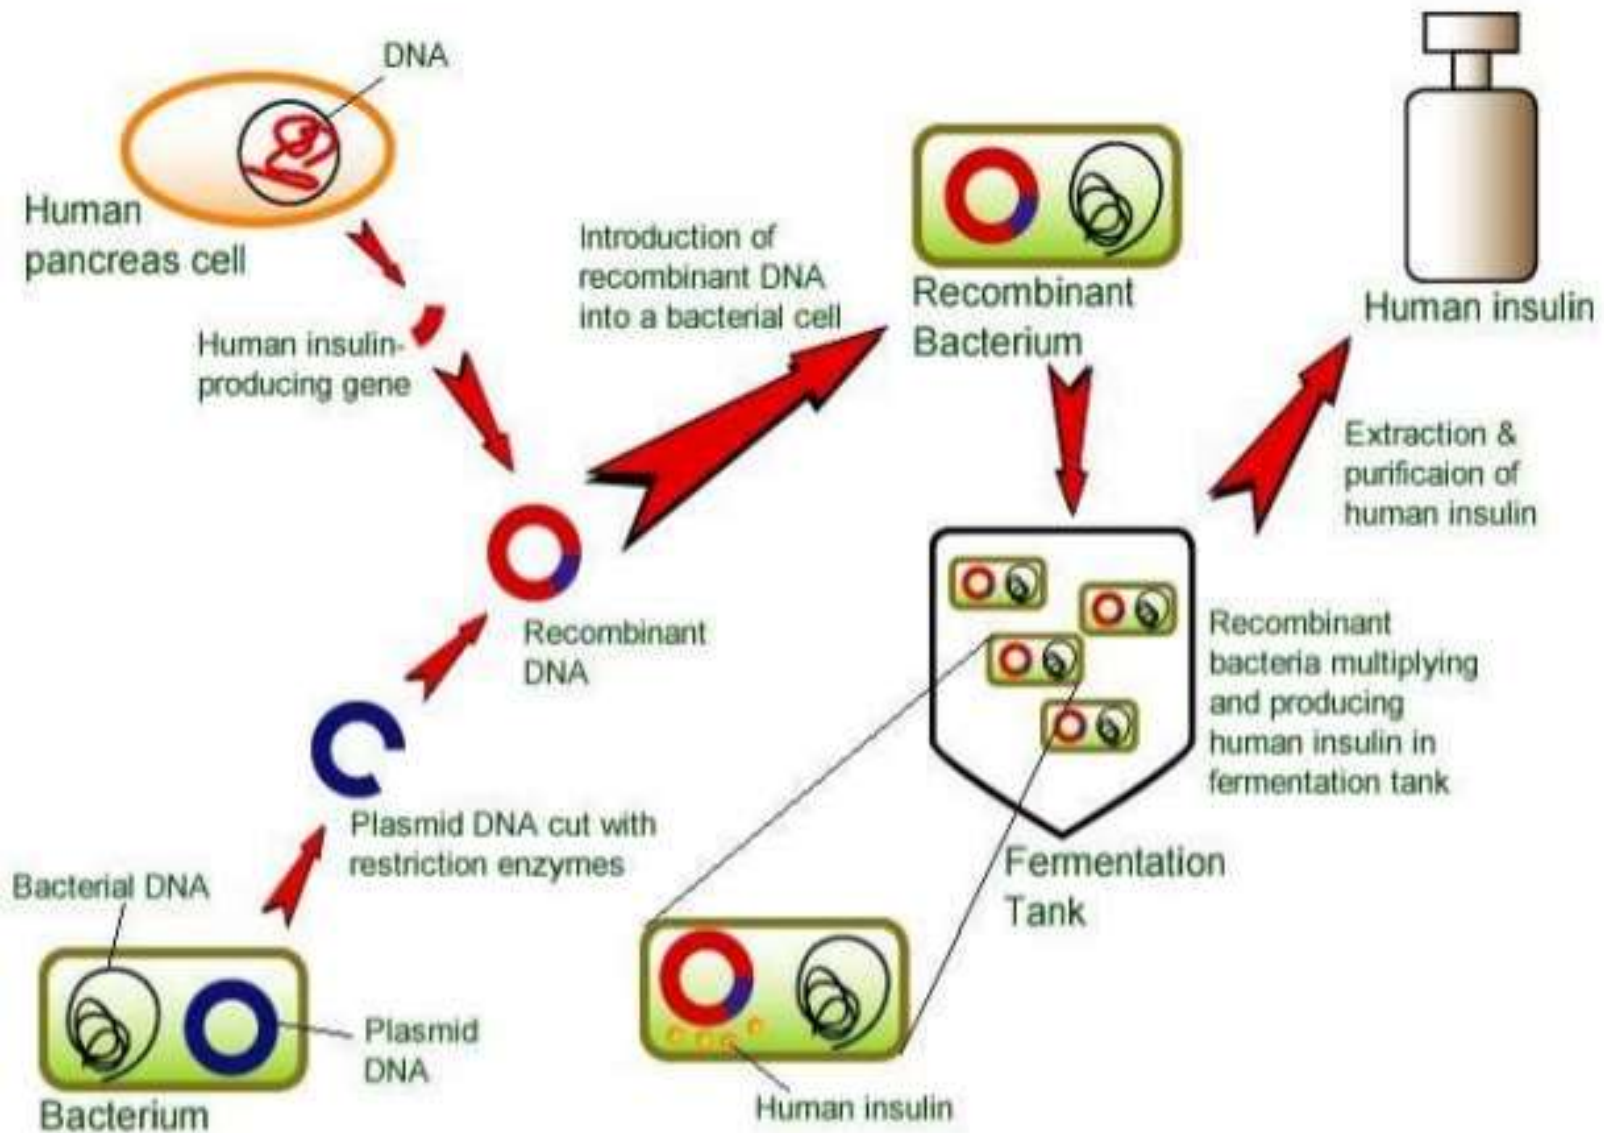 DNA
Human
pancreas cell
Human insulin-
producing gene
Introduction of
recombinant DNA
into a bacterial cell
Recombinant
Bacterium
Human insulin
Extraction &
purificaion of
human insulin
Recombinant
DNA
Recombinant
bacteria multiplying
and producing
human insulin in
fermentation tank
Plasmid DNA cut with
restriction enzymes
Fermentation
Tank
Bacterial DNA
Plasmid
DNA
Bacterium
Human insulin